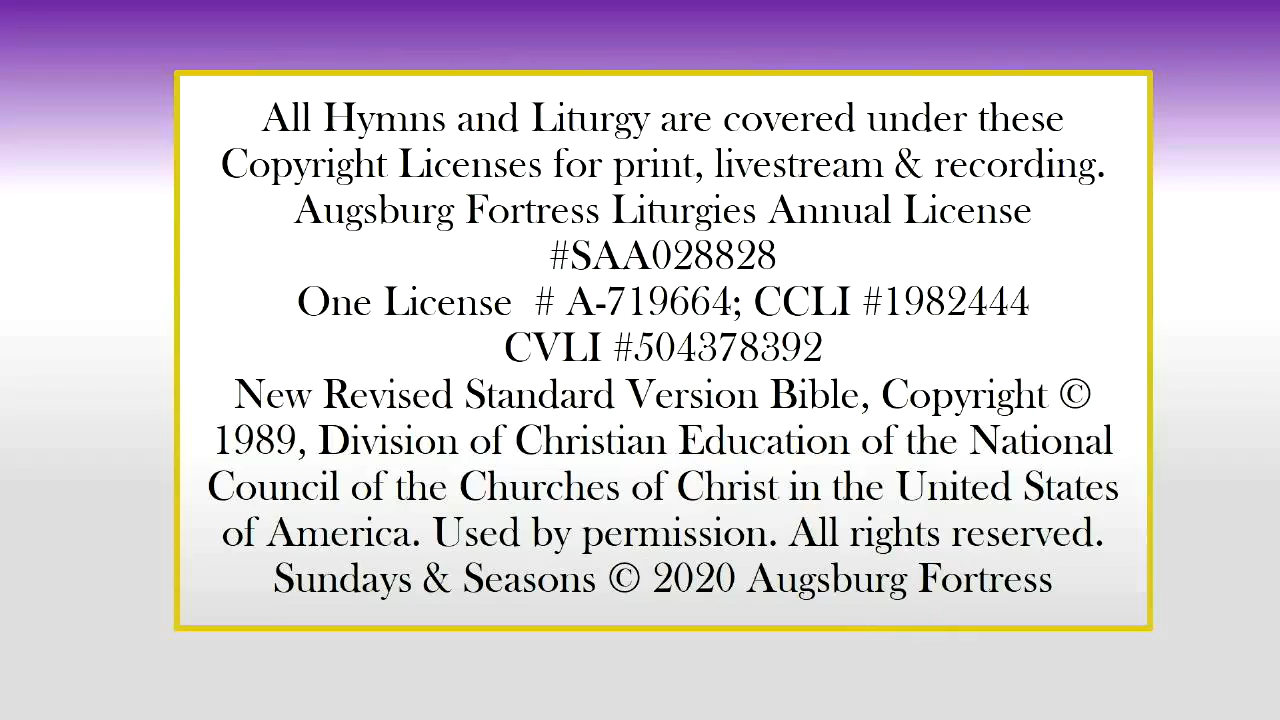 All Hymns and Liturgy are covered under these
Copyright Licenses for print, livestream & recording.
Augsburg Fortress Liturgies Annual License
#SAA028828
One License  # A-719664; CCLI #1982444
CVLI #504378392
New Revised Standard Version Bible, Copyright ©
1989, Division of Christian Education of the National
Council of the Churches of Christ in the United States
of America. Used by permission. All rights reserved.
Sundays & Seasons © 2020 Augsburg Fortress